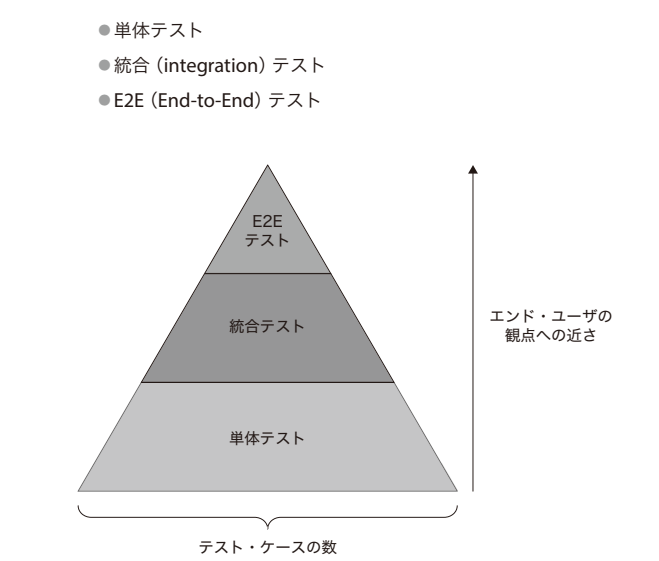 ● 単体テスト
● 統合（integration）テスト
● E2E（End-to-End）テスト
E2E
テスト
統合テスト
単体テスト
エンド・ユーザの
観点への近さ
テスト・ケースの数